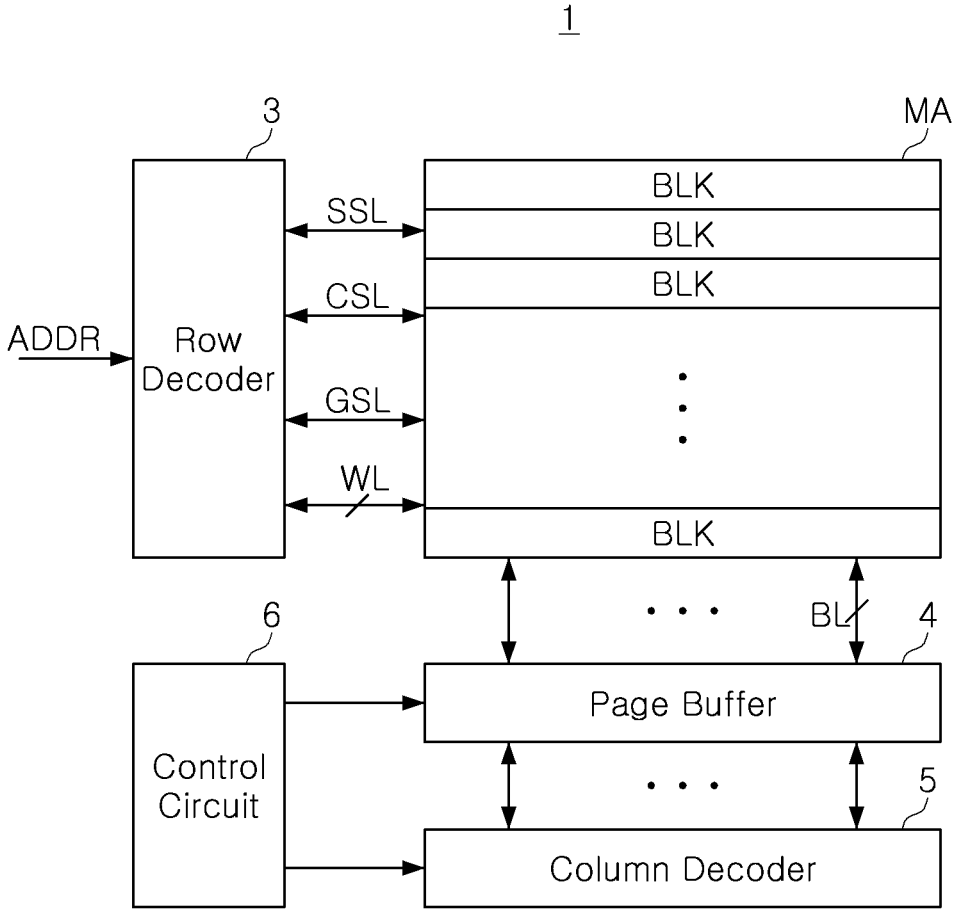 1
3
MA
BLK
SSL
BLK
BLK
CSL
ADDR
Row
Decoder
GSL
WL
BLK
BL
6
4
Page Buffer
Control
Circuit
5
Column Decoder